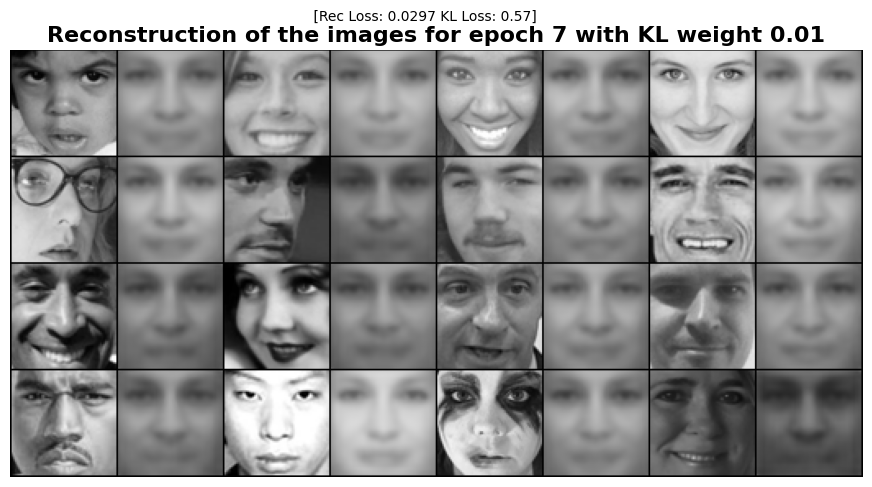 [Rec Loss: 0.0297 KL Loss: 0.57]
Reconstruction of the images for epoch 7 with KL weight 0.01